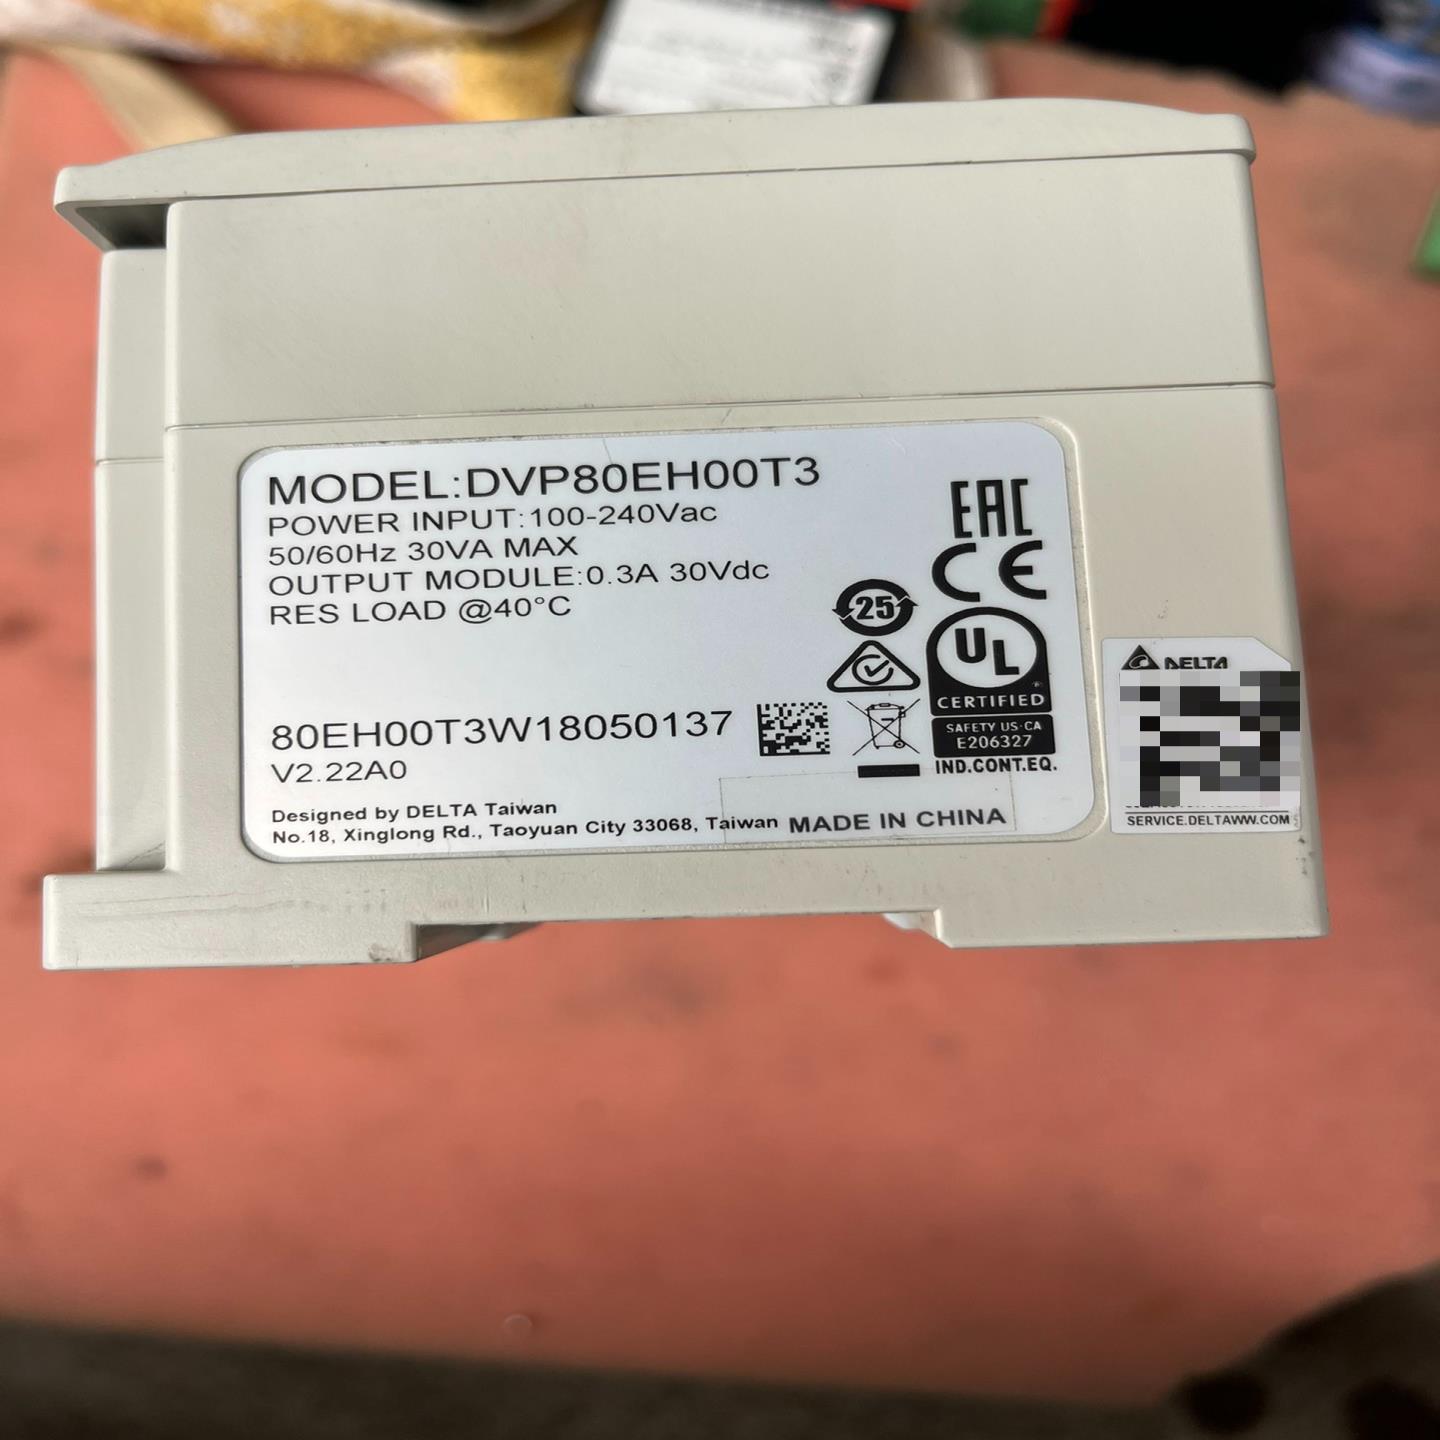 MODEL:DVP80EH00T3
POWER INPUT:100-240Vac
50/60Hz 30VA MAX
OUTPUT MODULE:0.3A 30Vdc
RES LOAD @40°C
EAC
CE
25
UL
CERTIFIED
SAFETY US·CA
E206327
IND.CONT.EQ.
80EH00T3W18050137
V2.22A0
Designed by DELTA Taiwan
No.18, Xinglong Rd., Taoyuan City 33068, Taiwan
MADE IN CHINA
DELTA
SERVICE.DELTAWW.COM